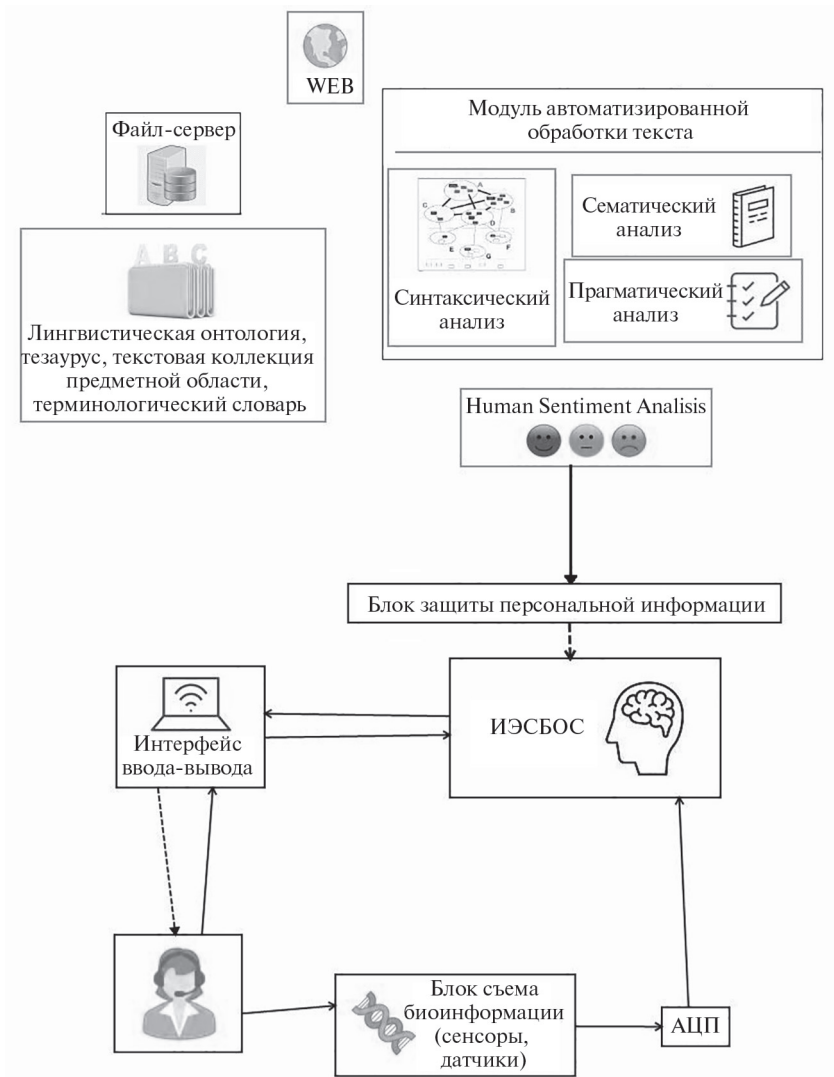 WEB
Файл-сервер
Модуль автоматизированной
обработки текста
A B C
Лингвистическая онтология,
тезаурус, текстовая коллекция
предметной области,
терминологический словарь
A
B
C
D
E
F
G
Синтаксический
анализ
Сематический
анализ
Прагматический
анализ
Human Sentiment Analisis
Блок защиты персональной информации
Интерфейс
ввода-вывода
ИЭСБОС
Блок съема
биоинформации
(сенсоры,
датчики)
АЦП